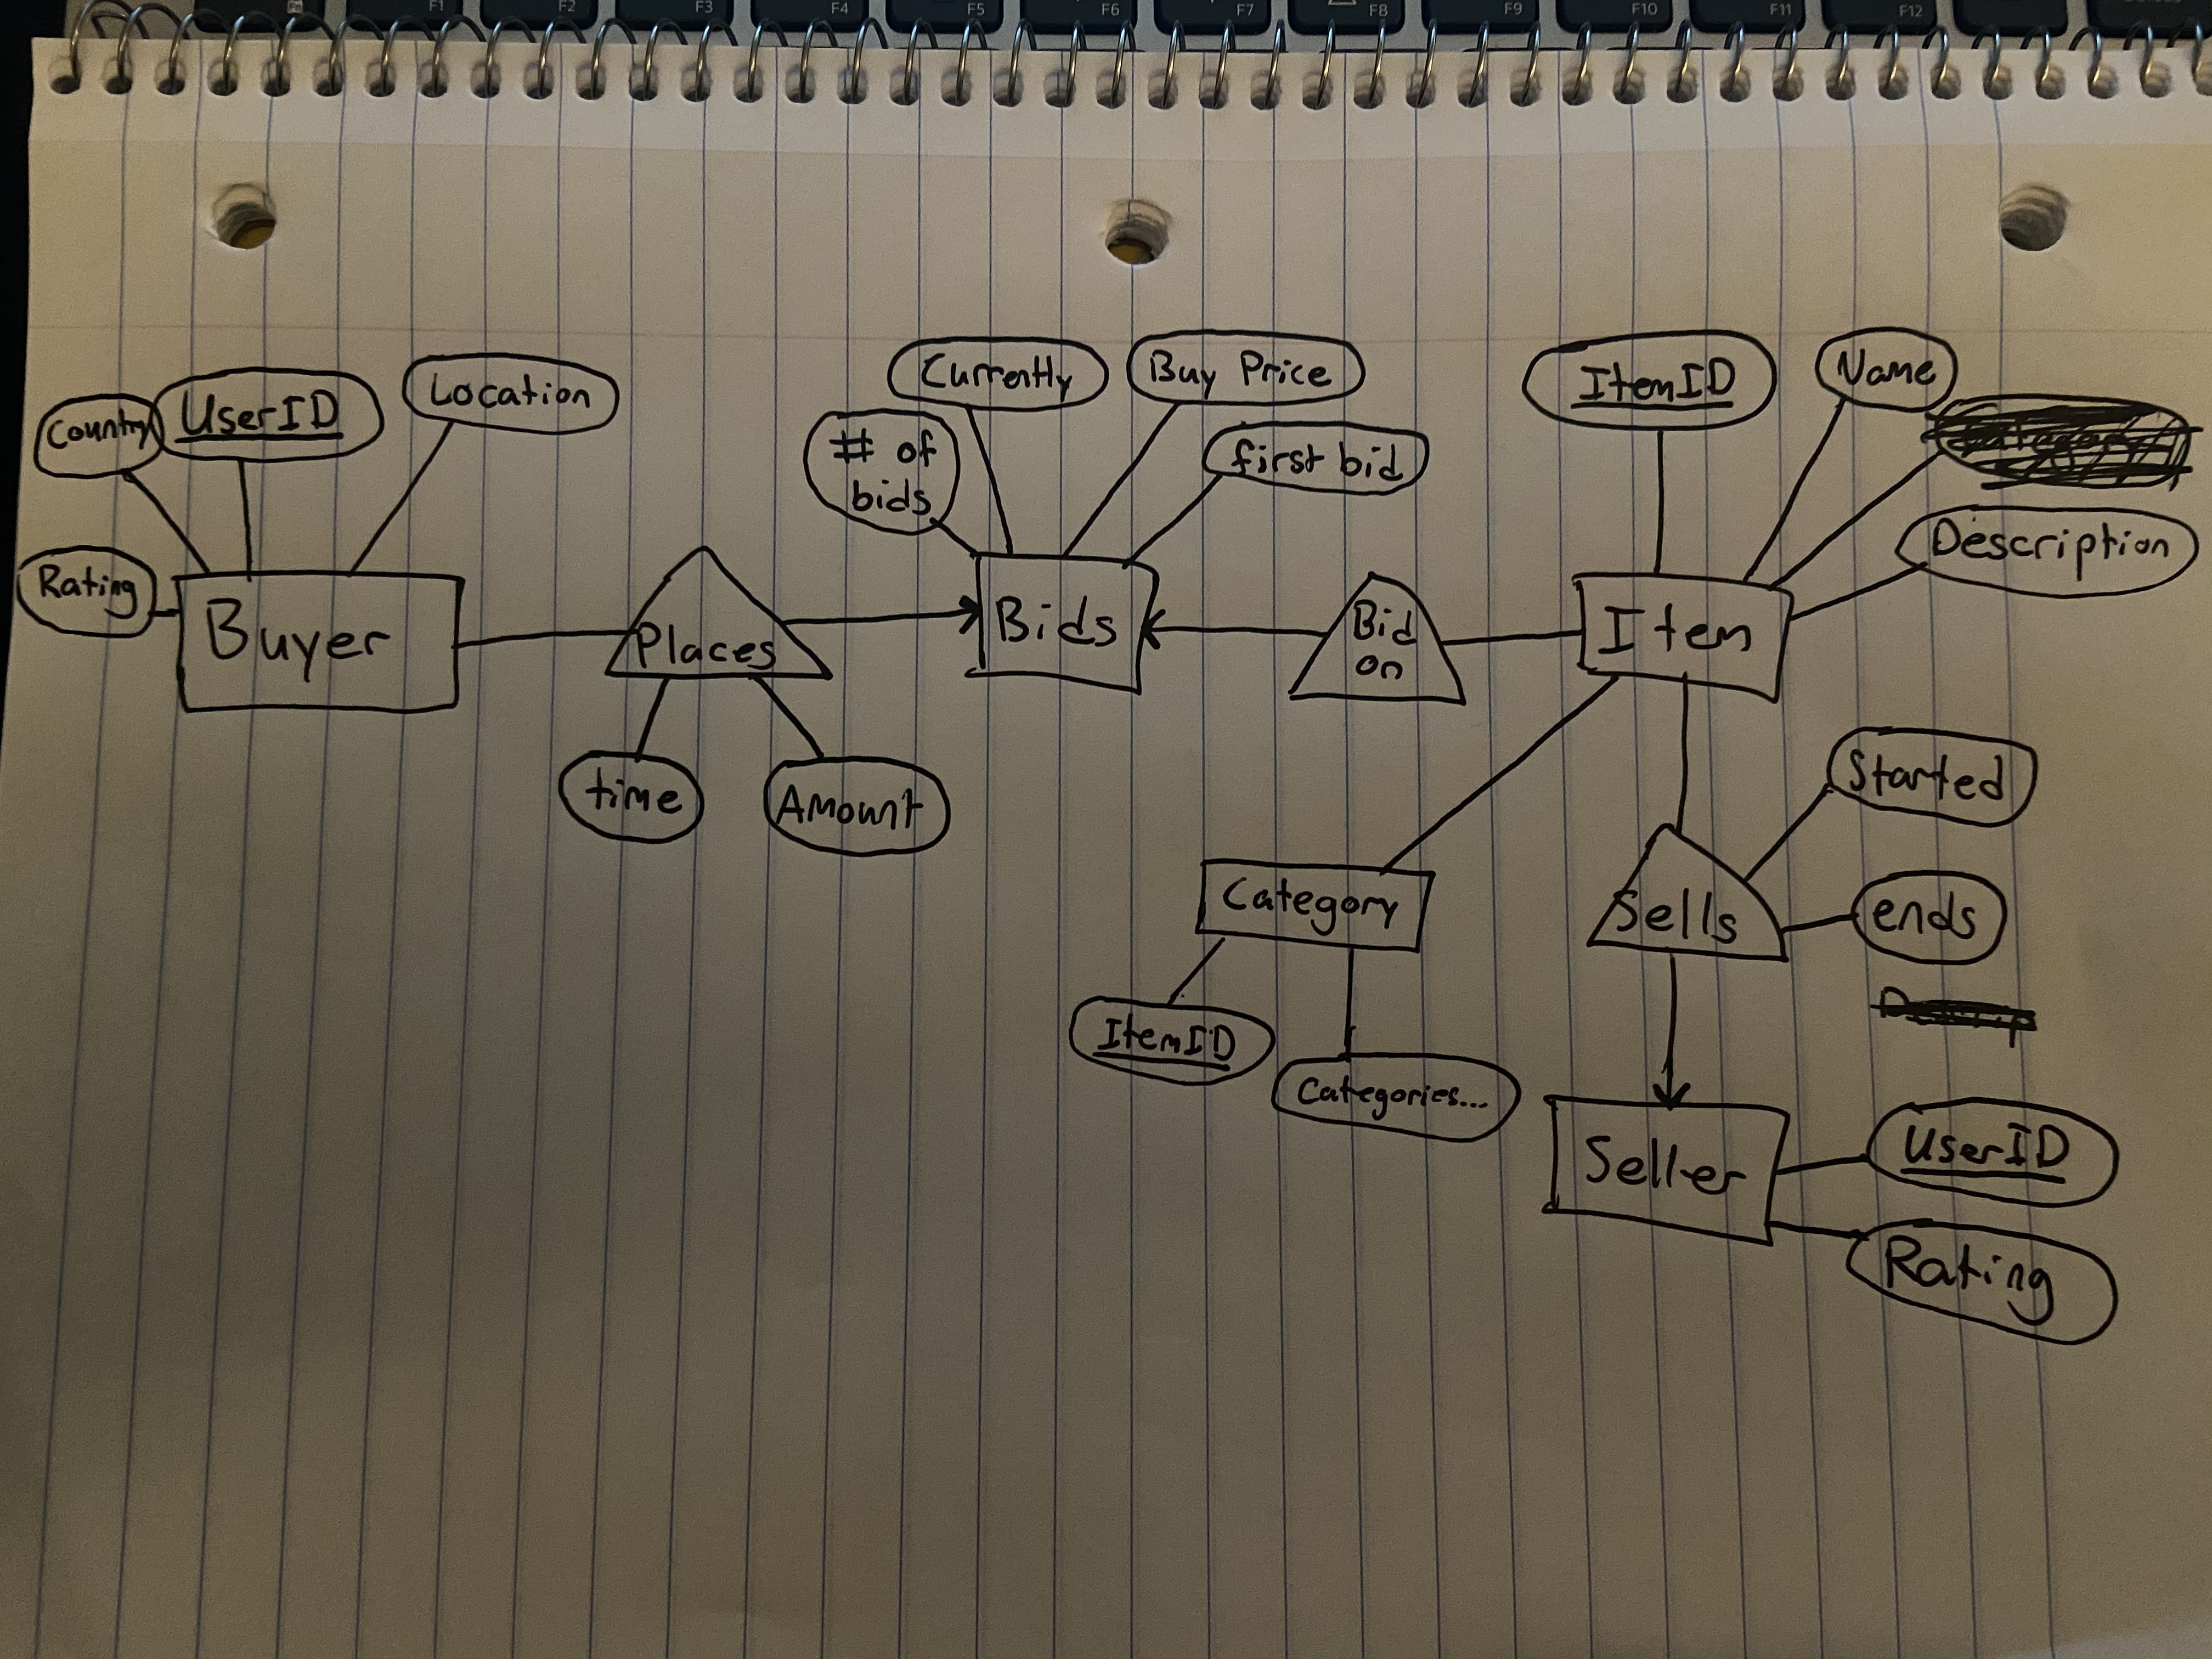 F1
F2
F3
F4
F5
F6
F7
F8
F9
F10
F11
F12
Country
UserID
Location
Rating
Buyer
Places
time
Amount
# of
bids
Currently
Buy Price
first bid
Bids
Bid
on
ItemID
Name
Description
Item
Category
ItemID
Categories...
Sells
Started
ends
Seller
UserID
Rating